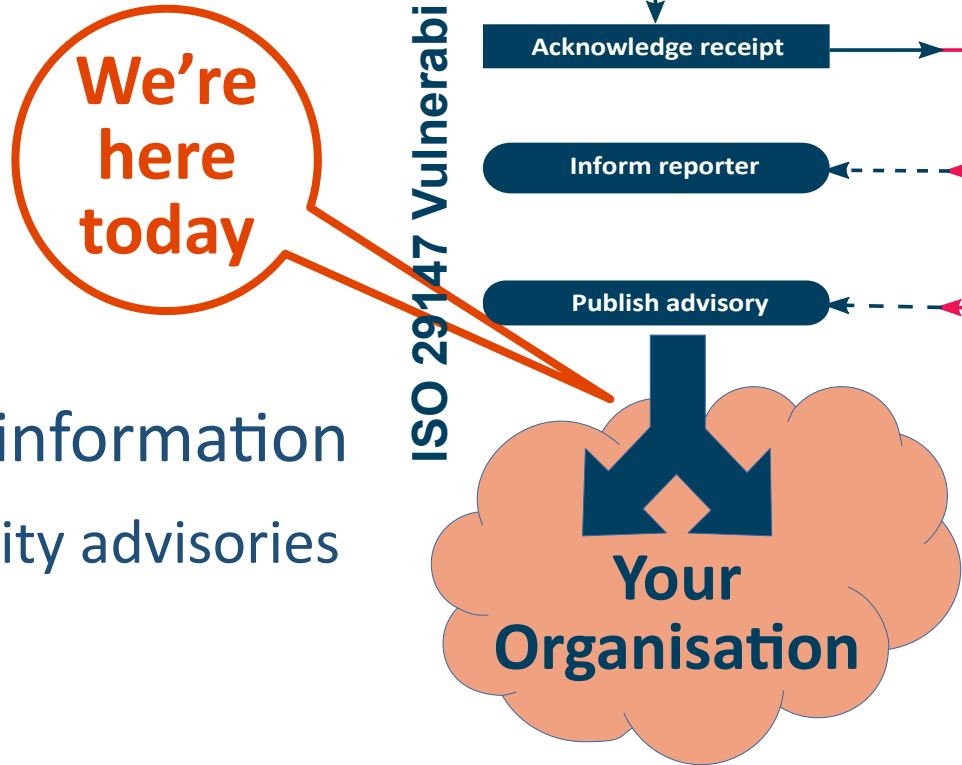 We’re
here
today
information
ity advisories
ISO 29147 Vulnerabi
Acknowledge receipt
Inform reporter
Publish advisory
Your
Organisation